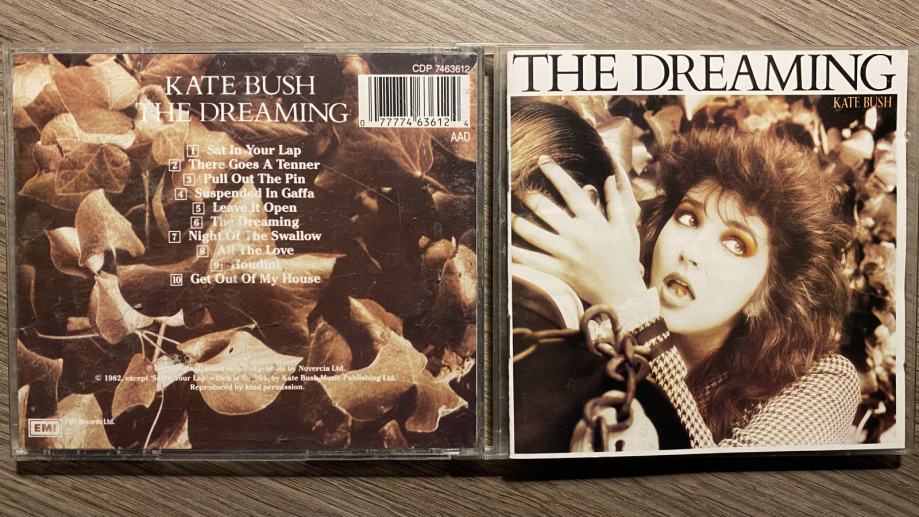 CDP 7463612
KATE BUSH
THE DREAMING
0 77774 63612 4
AAD
1 Sat In Your Lap
2 There Goes A Tenner
3 Pull Out The Pin
4 Suspended In Gaffa
5 Leave It Open
6 The Dreaming
7 Night Of The Swallow
8 All The Love
9 Houdini
10 Get Out Of My House
by Novercia Ltd.
© 1982, except 'Sat In Your Lap' which is © by Kate Bush Music Publishing Ltd.
Reproduced by kind permission.
EMI
EMI Records Ltd.
THE DREAMING
KATE BUSH